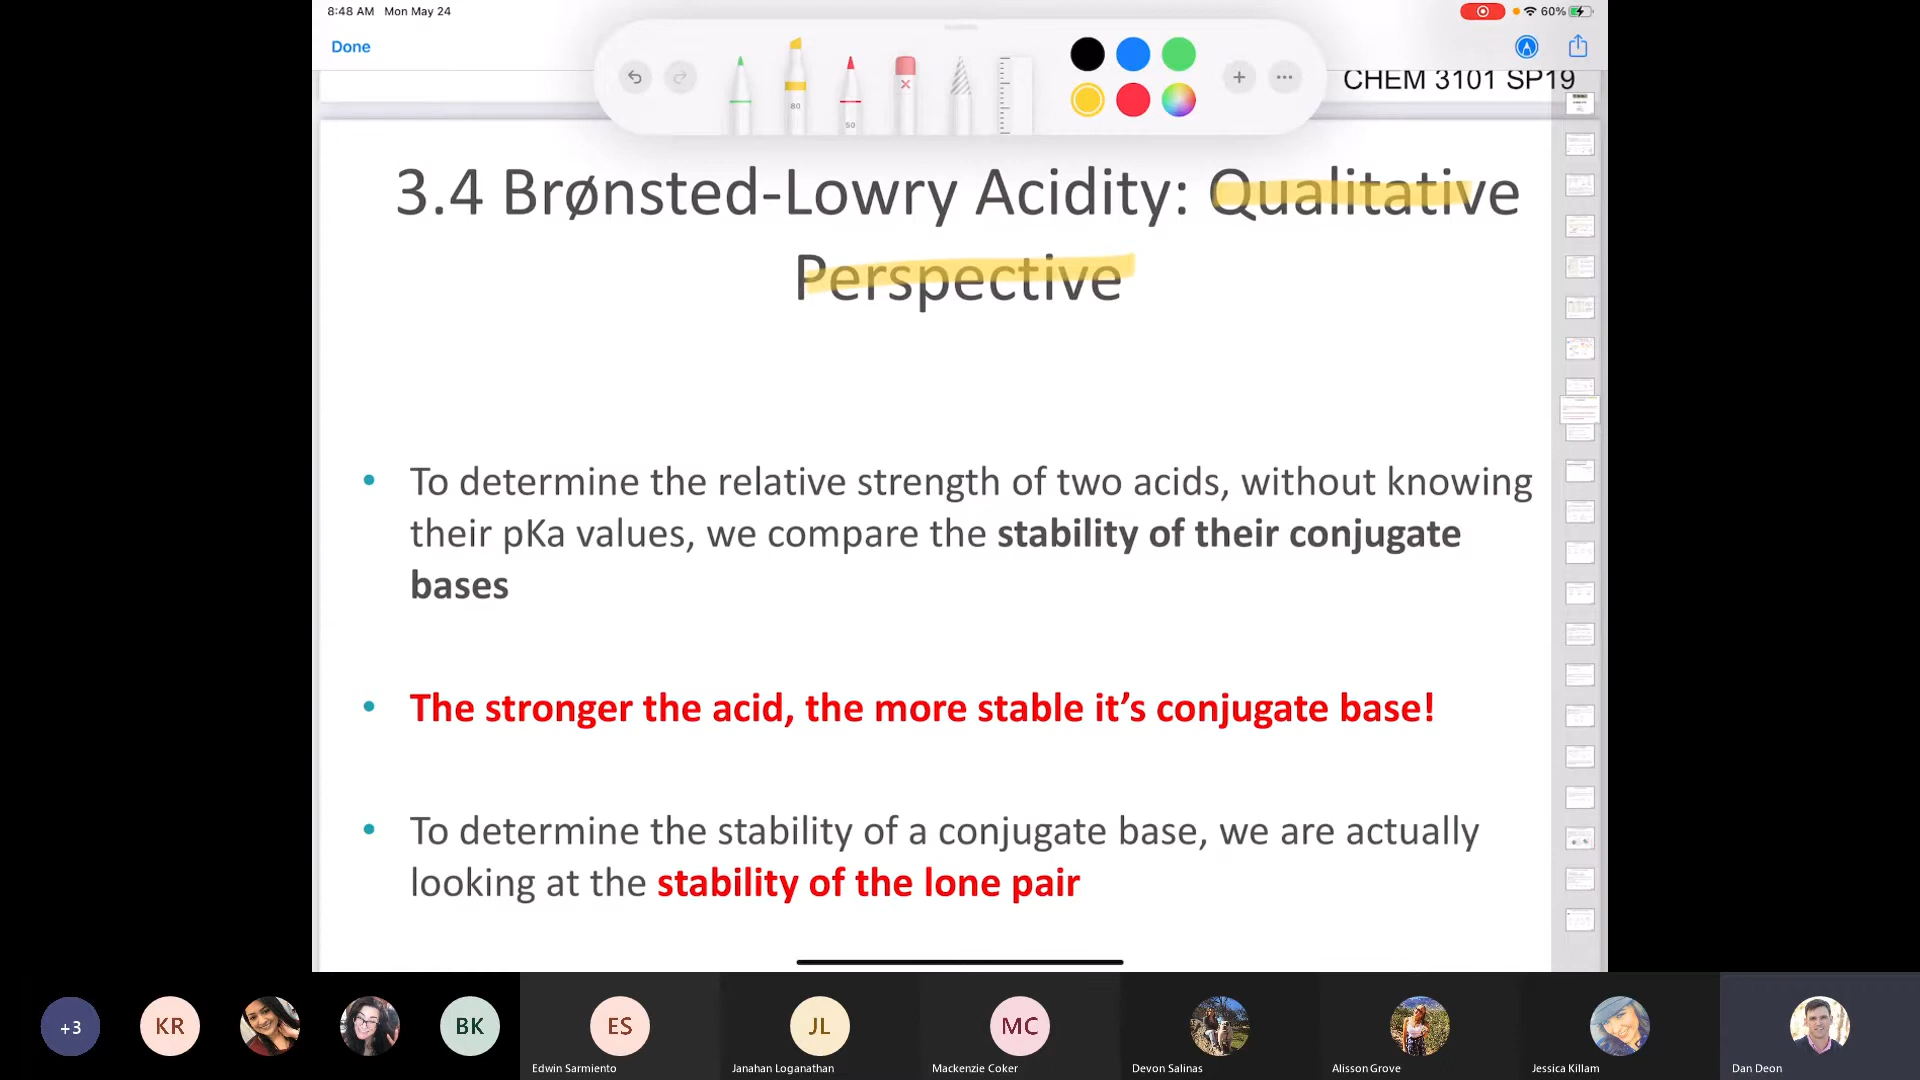 8:48 AM Mon May 24
60%
Done
80
50
CHEM 3101 SP19
3.4 Brønsted-Lowry Acidity: Qualitative
Perspective
• To determine the relative strength of two acids, without knowing
their pKa values, we compare the stability of their conjugate
bases
• The stronger the acid, the more stable it’s conjugate base!
• To determine the stability of a conjugate base, we are actually
looking at the stability of the lone pair
+3
KR
BK
ES
JL
MC
Edwin Sarmiento
Janahan Loganathan
Mackenzie Coker
Devon Salinas
Alisson Grove
Jessica Killam
Dan Deon